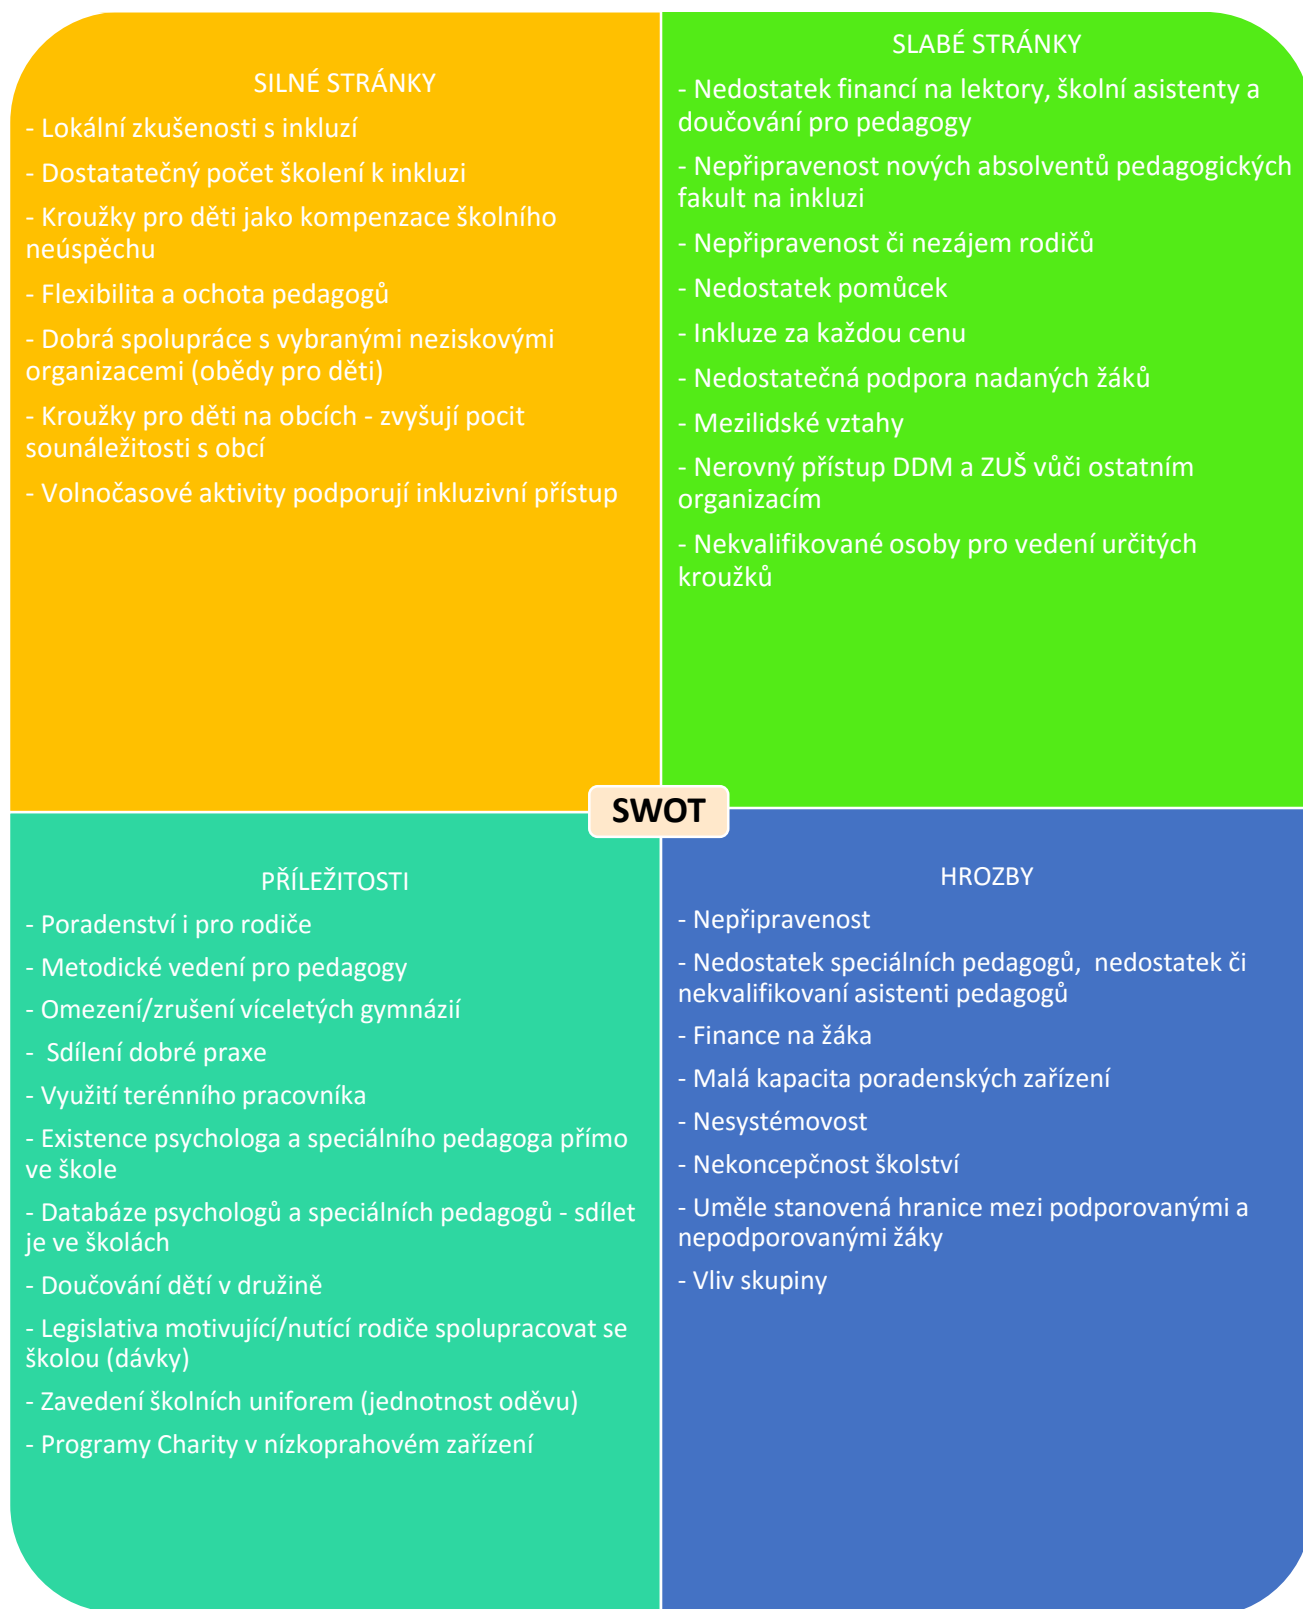 SILNÉ STRÁNKY
- Lokální zkušenosti s inkluzí
- Dostatatečný počet školení k inkluzi
- Kroužky pro děti jako kompenzace školního
neúspěchu
- Flexibilita a ochota pedagogů
- Dobrá spolupráce s vybranými neziskovými
organizacemi (obědy pro děti)
- Kroužky pro děti na obcích - zvyšují pocit
sounáležitosti s obcí
- Volnočasové aktivity podporují inkluzivní přístup
SLABÉ STRÁNKY
- Nedostatek financí na lektory, školní asistenty a
doučování pro pedagogy
- Nepřipravenost nových absolventů pedagogických
fakult na inkluzi
- Nepřipravenost či nezájem rodičů
- Nedostatek pomůcek
- Inkluze za každou cenu
- Nedostatečná podpora nadaných žáků
- Mezilidské vztahy
- Nerovný přístup DDM a ZUŠ vůči ostatním
organizacím
- Nekvalifikované osoby pro vedení určitých
kroužků
SWOT
PŘÍLEŽITOSTI
- Poradenství i pro rodiče
- Metodické vedení pro pedagogy
- Omezení/zrušení víceletých gymnázií
- Sdílení dobré praxe
- Využití terénního pracovníka
- Existence psychologa a speciálního pedagoga přímo
ve škole
- Databáze psychologů a speciálních pedagogů - sdílet
je ve školách
- Doučování dětí v družině
- Legislativa motivující/nutící rodiče spolupracovat se
školou (dávky)
- Zavedení školních uniforem (jednotnost oděvu)
- Programy Charity v nízkoprahovém zařízení
HROZBY
- Nepřipravenost
- Nedostatek speciálních pedagogů, nedostatek či
nekvalifikovaní asistenti pedagogů
- Finance na žáka
- Malá kapacita poradenských zařízení
- Nesystémovost
- Nekoncepčnost školství
- Uměle stanovená hranice mezi podporovanými a
nepodporovanými žáky
- Vliv skupiny